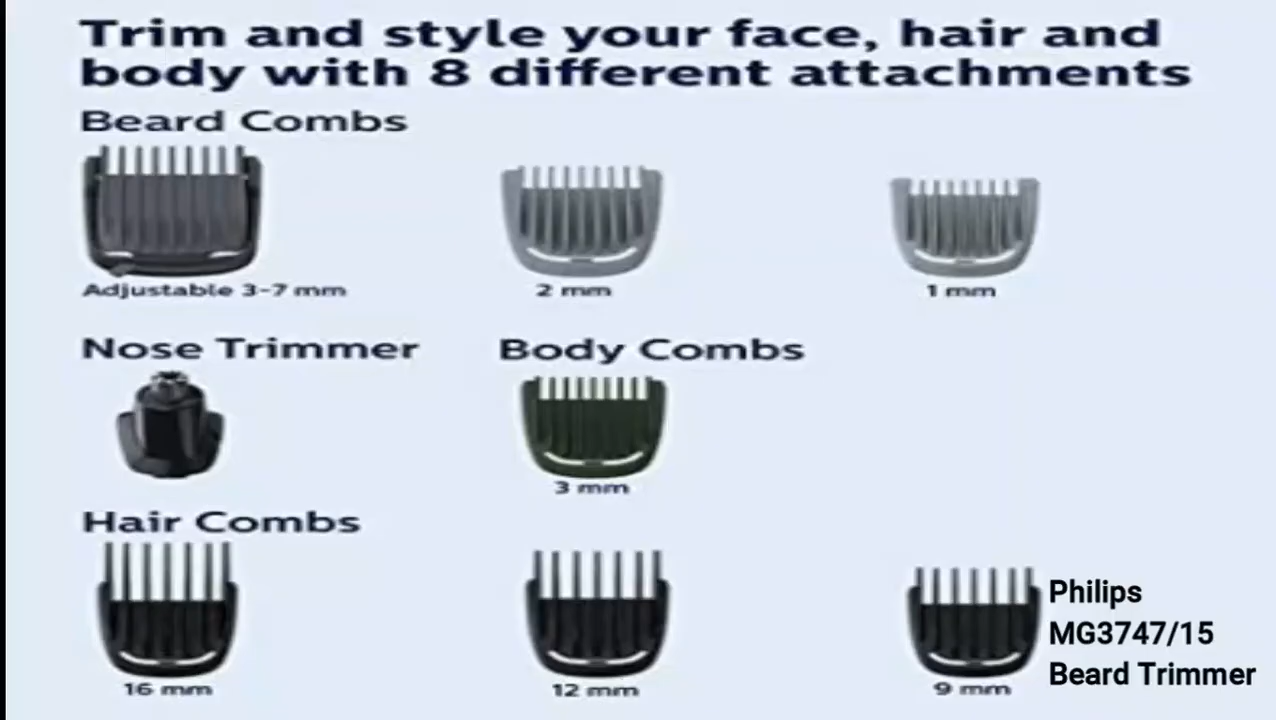 Trim and style your face, hair and
body with 8 different attachments
Beard Combs
Adjustable 3-7 mm
2 mm
1 mm
Nose Trimmer
Body Combs
3 mm
Hair Combs
16 mm
12 mm
9 mm
Philips
MG3747/15
Beard Trimmer